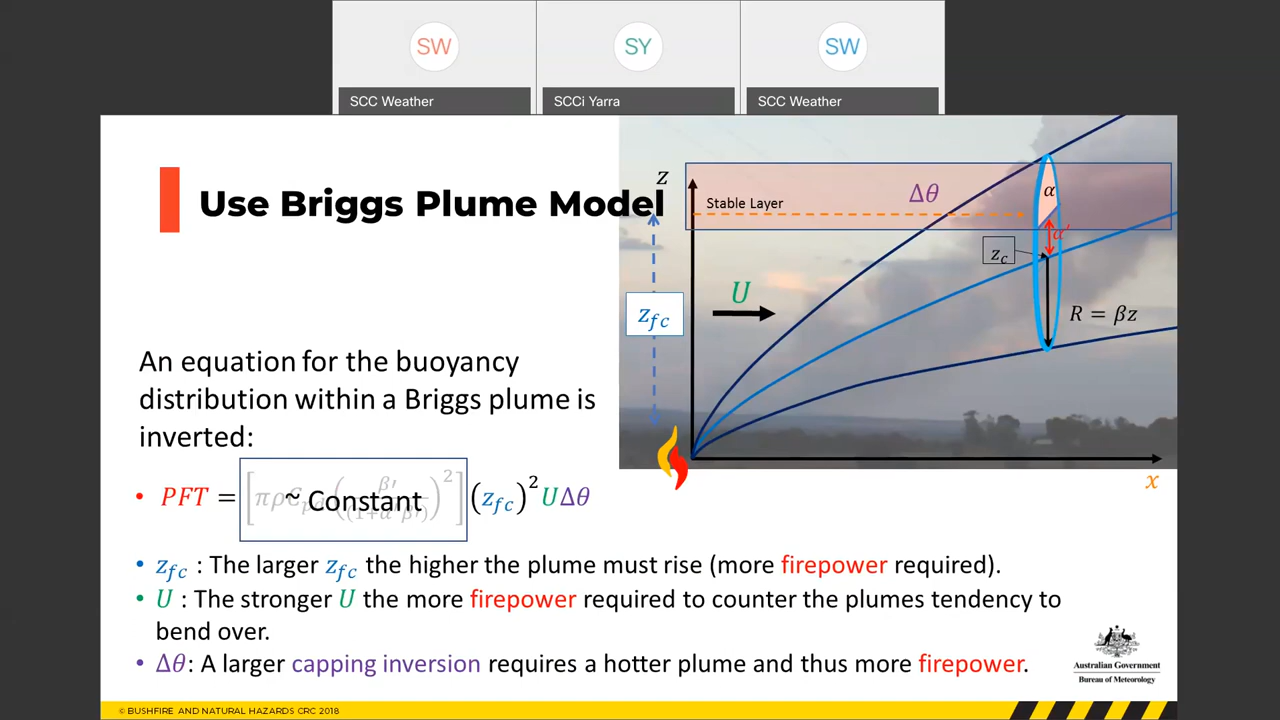 SW
SY
SW
SCC Weather
SCCi Yarra
SCC Weather
Use Briggs Plume Model
z
Stable Layer
Δθ
α
α′
z_c
U
z_fc
R = βz
x
An equation for the buoyancy
distribution within a Briggs plume is
inverted:
• PFT = [~ Constant] (z_fc)² U Δθ
• z_fc : The larger z_fc the higher the plume must rise (more firepower required).
• U : The stronger U the more firepower required to counter the plumes tendency to
bend over.
• Δθ: A larger capping inversion requires a hotter plume and thus more firepower.
Australian Government
Bureau of Meteorology
© BUSHFIRE AND NATURAL HAZARDS CRC 2018